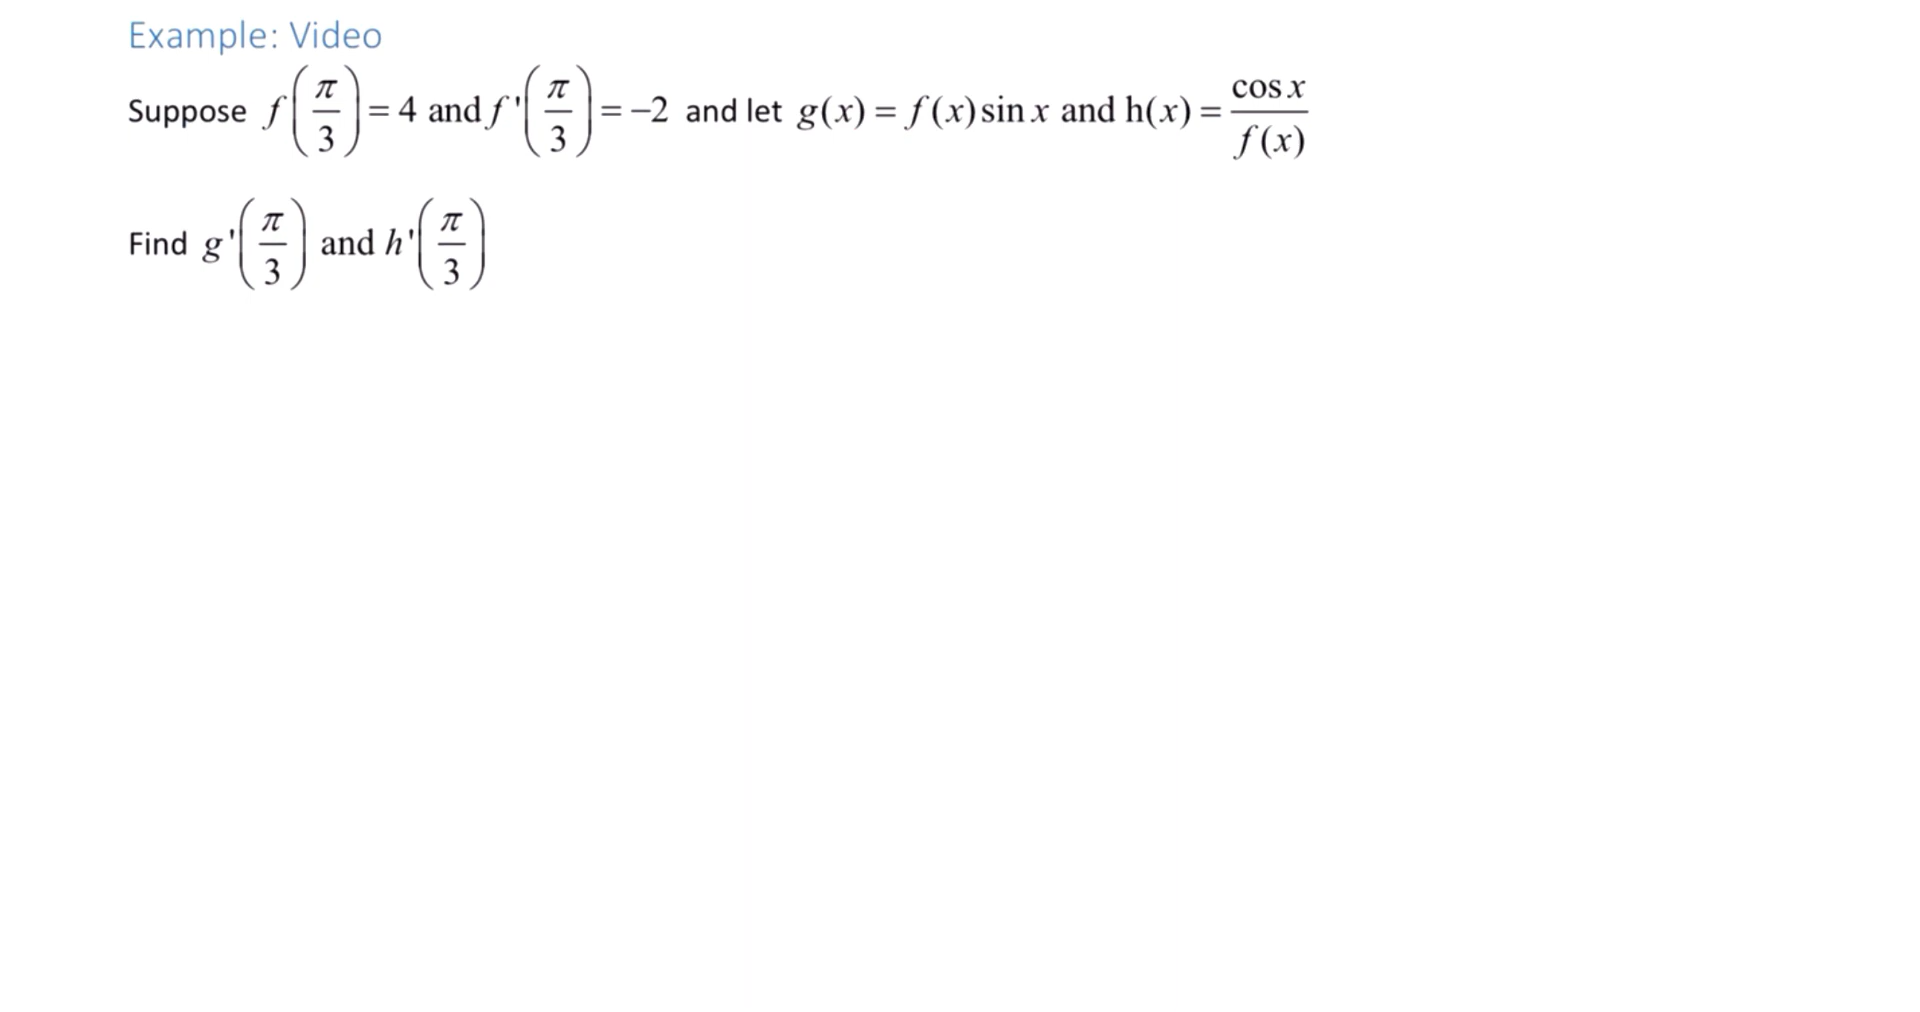 Example: Video
Suppose f(π/3) = 4 and f'(π/3) = −2 and let g(x) = f(x) sin x and h(x) = cos x / f(x)
Find g'(π/3) and h'(π/3)